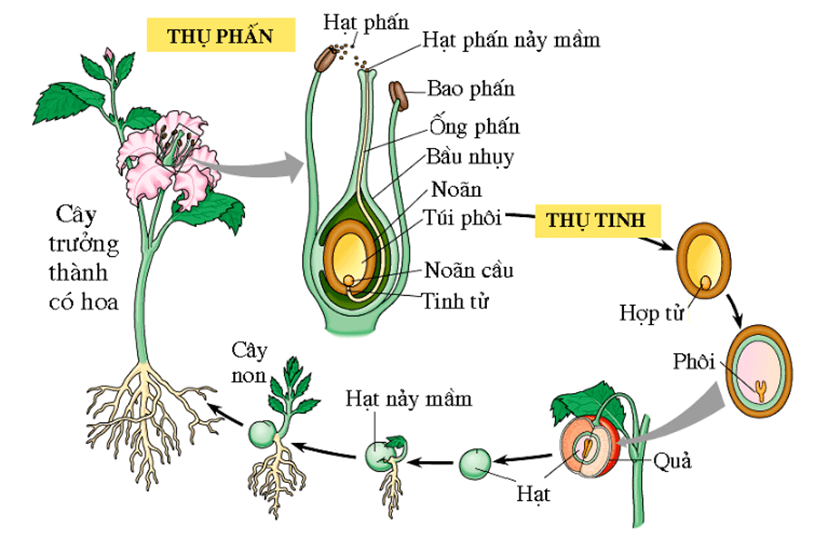 THỤ PHẤN
Hạt phấn
Hạt phấn nảy mầm
Bao phấn
Ống phấn
Bầu nhụy
Noãn
Túi phôi
THỤ TINH
Noãn cầu
Tinh tử
Cây
trưởng
thành
có hoa
Hợp tử
Phôi
Cây
non
Hạt nảy mầm
Hạt
Quả